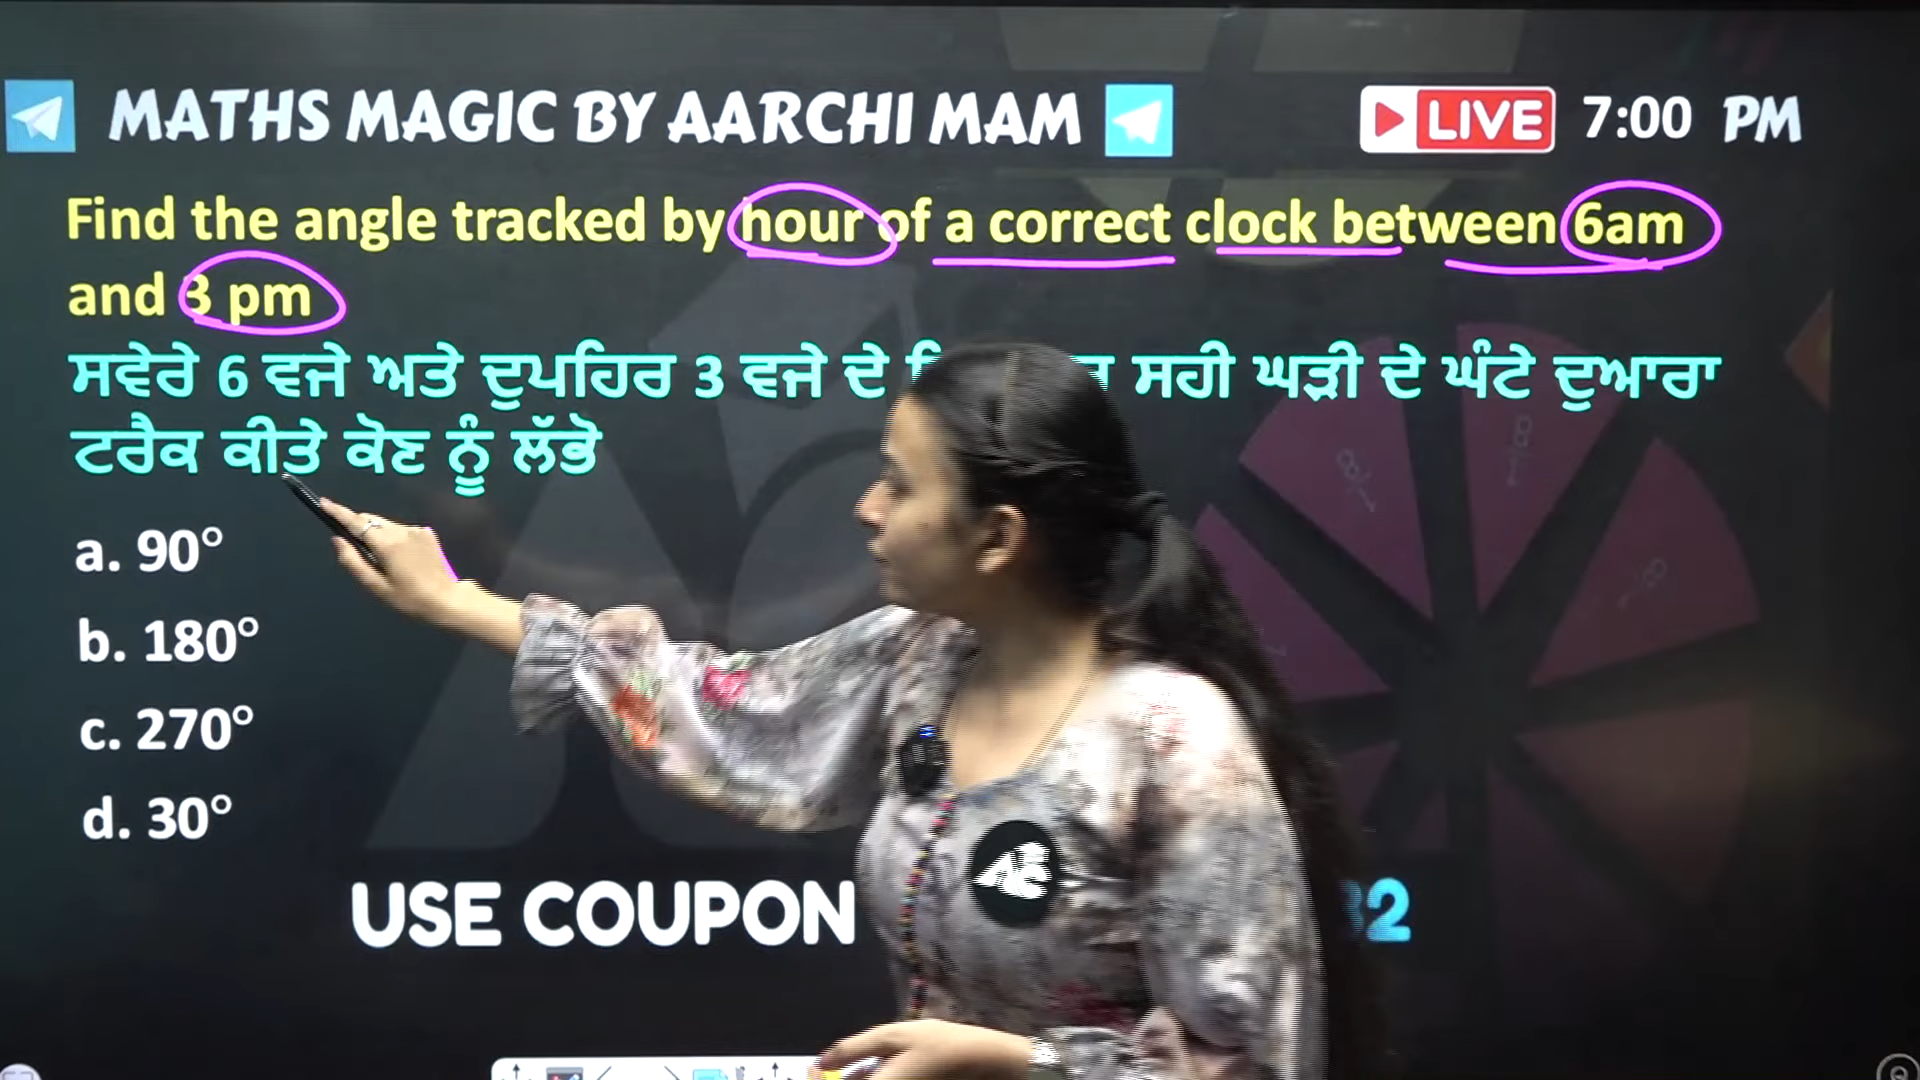 MATHS MAGIC BY AARCHI MAM LIVE 7:00 PM
Find the angle tracked by hour of a correct clock between 6am
and 3 pm
ਸਵੇਰੇ 6 ਵਜੇ ਅਤੇ ਦੁਪਹਿਰ 3 ਵਜੇ ਦੇ ਸਹੀ ਘੜੀ ਦੇ ਘੰਟੇ ਦੁਆਰਾ
ਟਰੈਕ ਕੀਤੇ ਕੋਣ ਨੂੰ ਲੱਭੋ
a. 90°
b. 180°
c. 270°
d. 30°
USE COUPON